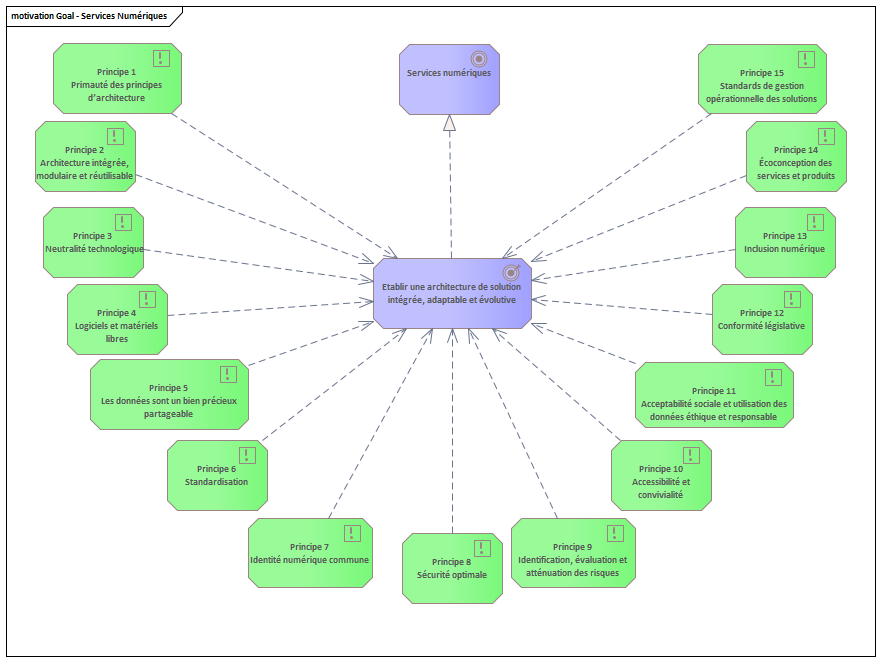 motivation Goal - Services Numériques
Principe 1
Primauté des principes
d'architecture
Services numériques
Principe 15
Standards de gestion
opérationnelle des solutions
Principe 2
Architecture intégrée,
modulaire et réutilisable
Principe 14
Écoconception des
services et produits
Principe 3
Neutralité technologique
Principe 13
Inclusion numérique
Etablir une architecture de solution
intégrée, adaptable et évolutive
Principe 4
Logiciels et matériels
libres
Principe 12
Conformité législative
Principe 5
Les données sont un bien précieux
partageable
Principe 11
Acceptabilité sociale et utilisation des
données éthique et responsable
Principe 6
Standardisation
Principe 10
Accessibilité et
convivialité
Principe 7
Identité numérique commune
Principe 8
Sécurité optimale
Principe 9
Identification, évaluation et
atténuation des risques